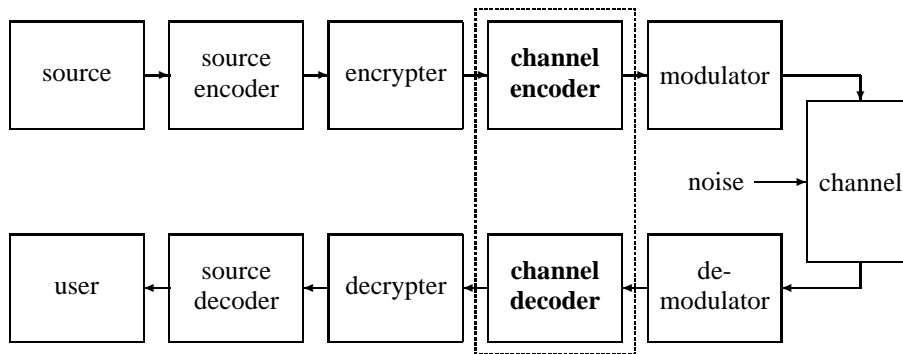 source
source
encoder
encrypter
channel
encoder
modulator
noise
channel
user
source
decoder
decrypter
channel
decoder
de-
modulator